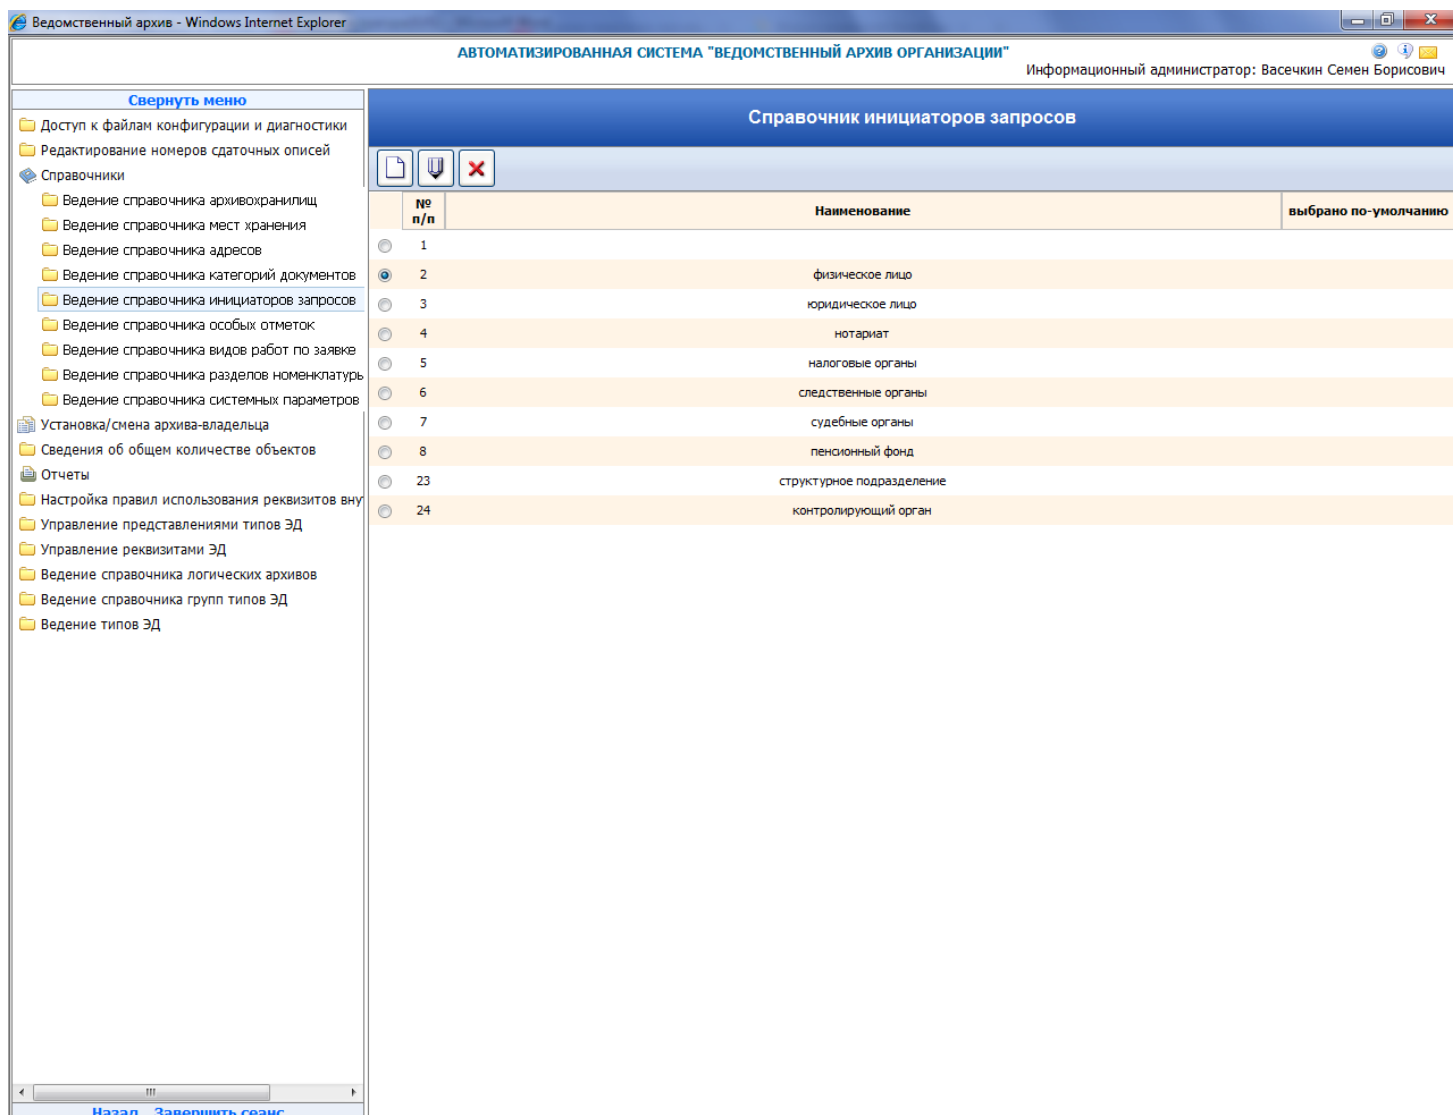 Ведомственный архив - Windows Internet Explorer
АВТОМАТИЗИРОВАННАЯ СИСТЕМА "ВЕДОМСТВЕННЫЙ АРХИВ ОРГАНИЗАЦИИ"
Информационный администратор: Васечкин Семен Борисович
Свернуть меню
Доступ к файлам конфигурации и диагностики
Редактирование номеров сдаточных описей
Справочники
Ведение справочника архивохранилищ
Ведение справочника мест хранения
Ведение справочника адресов
Ведение справочника категорий документов
Ведение справочника инициаторов запросов
Ведение справочника особых отметок
Ведение справочника видов работ по заявке
Ведение справочника разделов номенклатуры
Ведение справочника системных параметров
Установка/смена архива-владельца
Сведения об общем количестве объектов
Отчеты
Настройка правил использования реквизитов вну
Управление представлениями типов ЭД
Управление реквизитами ЭД
Ведение справочника логических архивов
Ведение справочника групп типов ЭД
Ведение типов ЭД
Назад Завершить сеанс
Справочник инициаторов запросов
№ п/п Наименование выбрано по-умолчанию
1
2 физическое лицо
3 юридическое лицо
4 нотариат
5 налоговые органы
6 следственные органы
7 судебные органы
8 пенсионный фонд
23 структурное подразделение
24 контролирующий орган